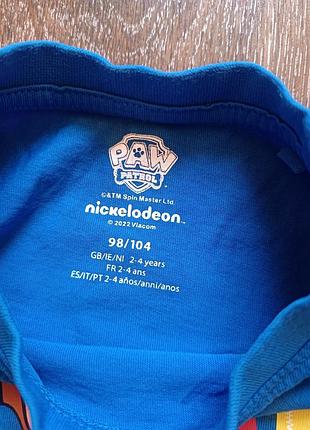 PAW
PATROL
©&TM Spin Master Ltd.
nickelodeon™
© 2022 Viacom
98/104
GB/IE/NI 2-4 years
FR 2-4 ans
ES/IT/PT 2-4 años/anni/anos